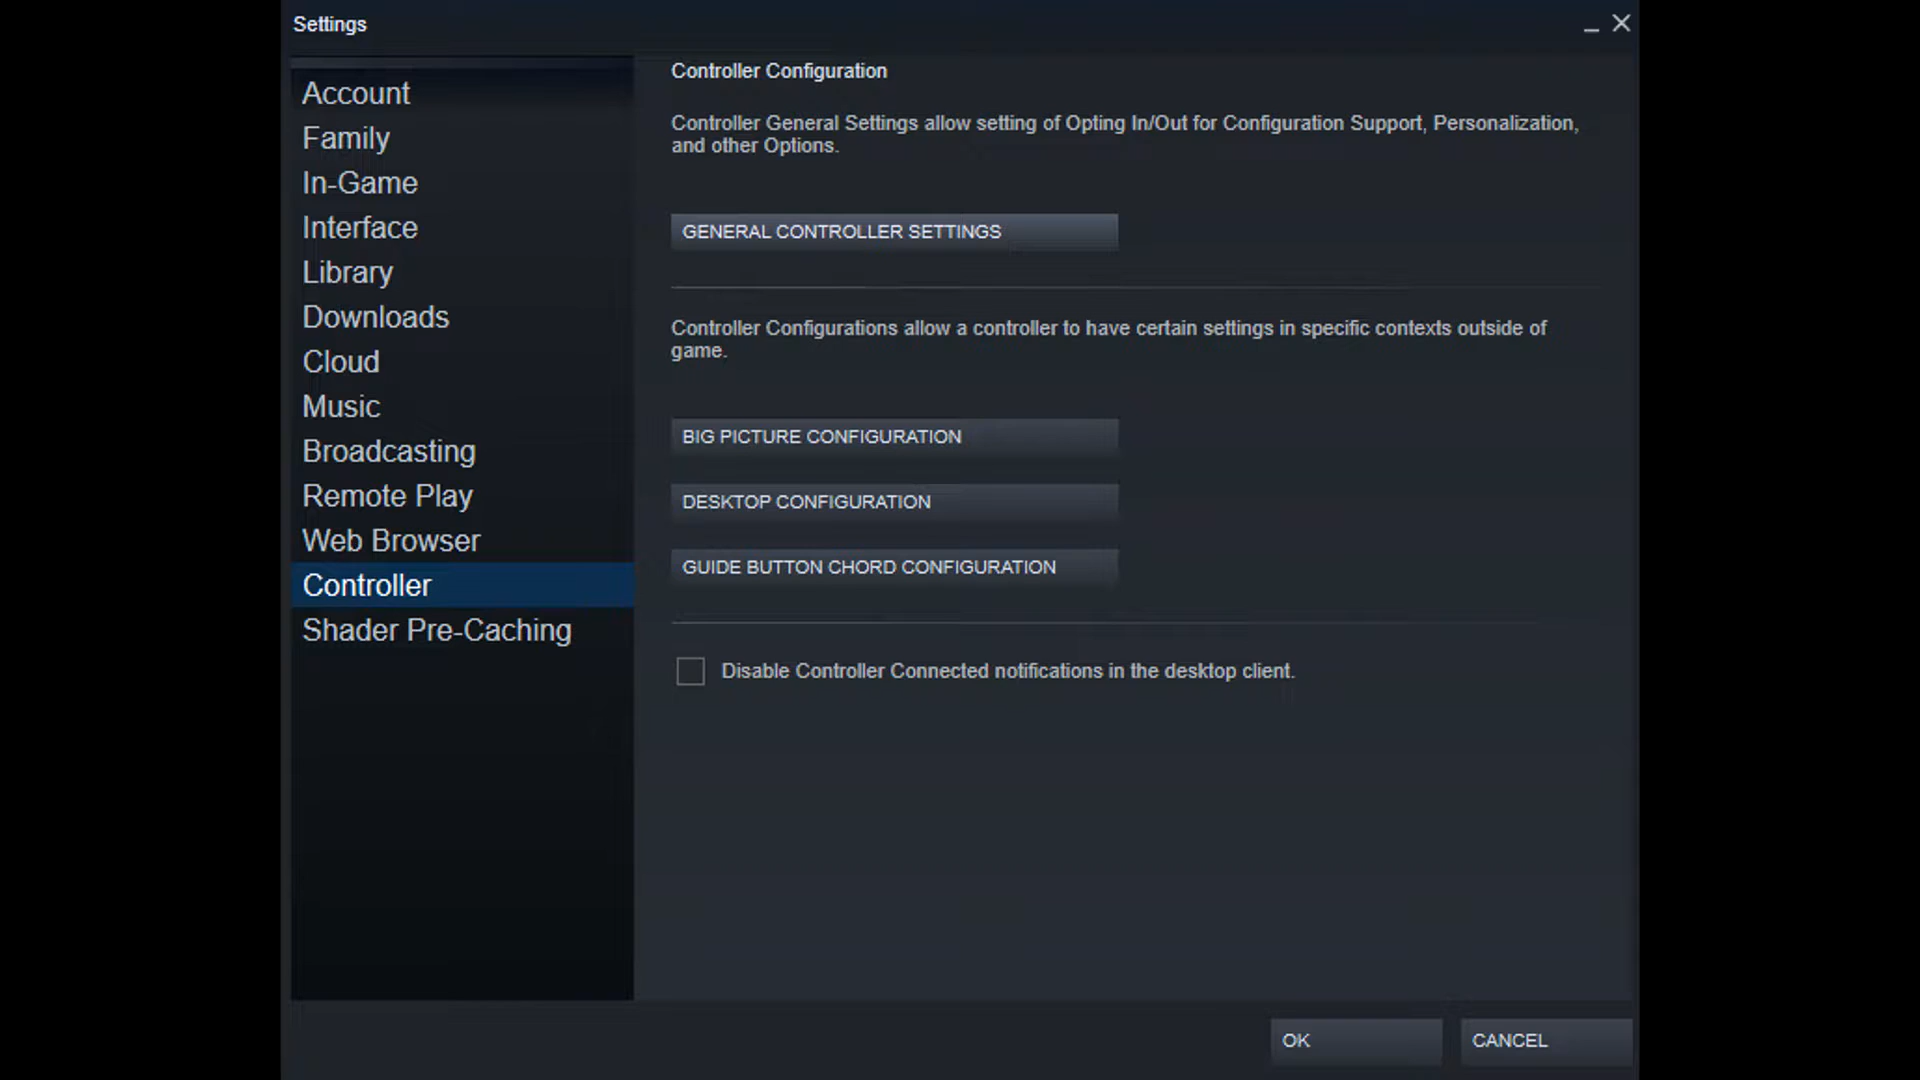 Settings
Account
Family
In-Game
Interface
Library
Downloads
Cloud
Music
Broadcasting
Remote Play
Web Browser
Controller
Shader Pre-Caching
Controller Configuration
Controller General Settings allow setting of Opting In/Out for Configuration Support, Personalization,
and other Options.
GENERAL CONTROLLER SETTINGS
Controller Configurations allow a controller to have certain settings in specific contexts outside of
game.
BIG PICTURE CONFIGURATION
DESKTOP CONFIGURATION
GUIDE BUTTON CHORD CONFIGURATION
Disable Controller Connected notifications in the desktop client.
OK
CANCEL